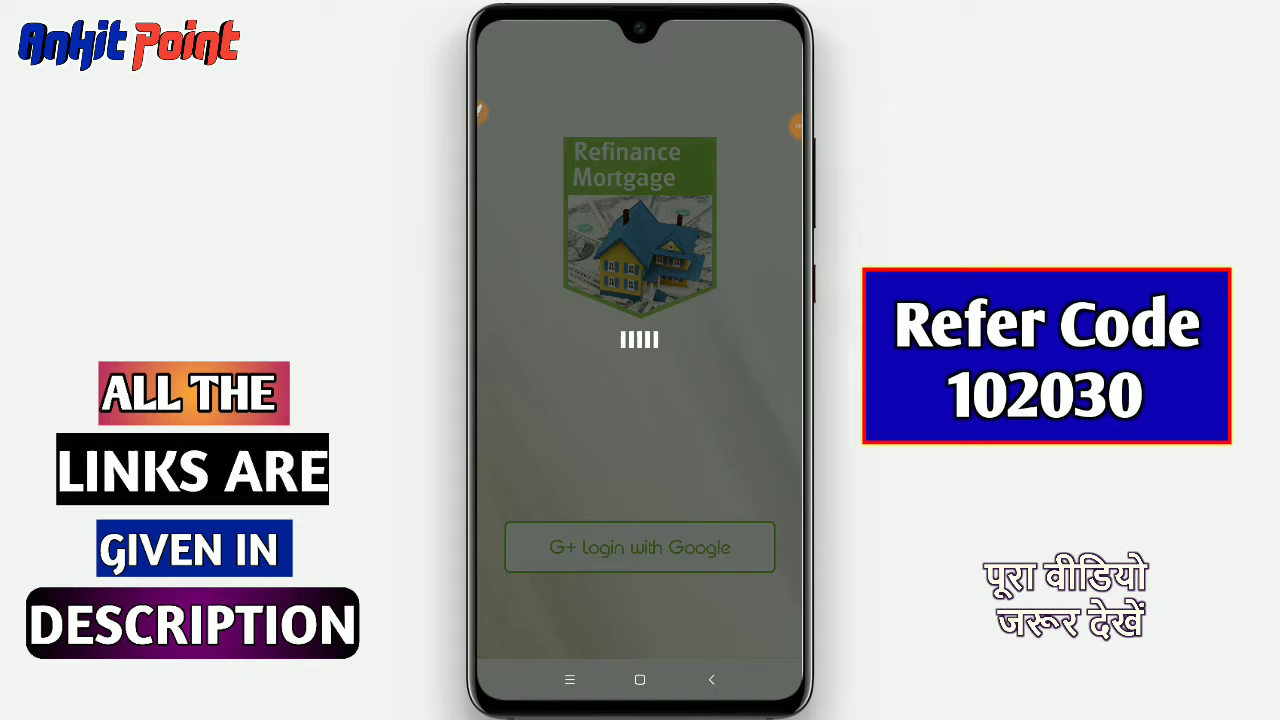 Ankit Point
Refinance
Mortgage
G+ Login with Google
ALL THE
LINKS ARE
GIVEN IN
DESCRIPTION
Refer Code
102030
पूरा वीडियो
जरूर देखें